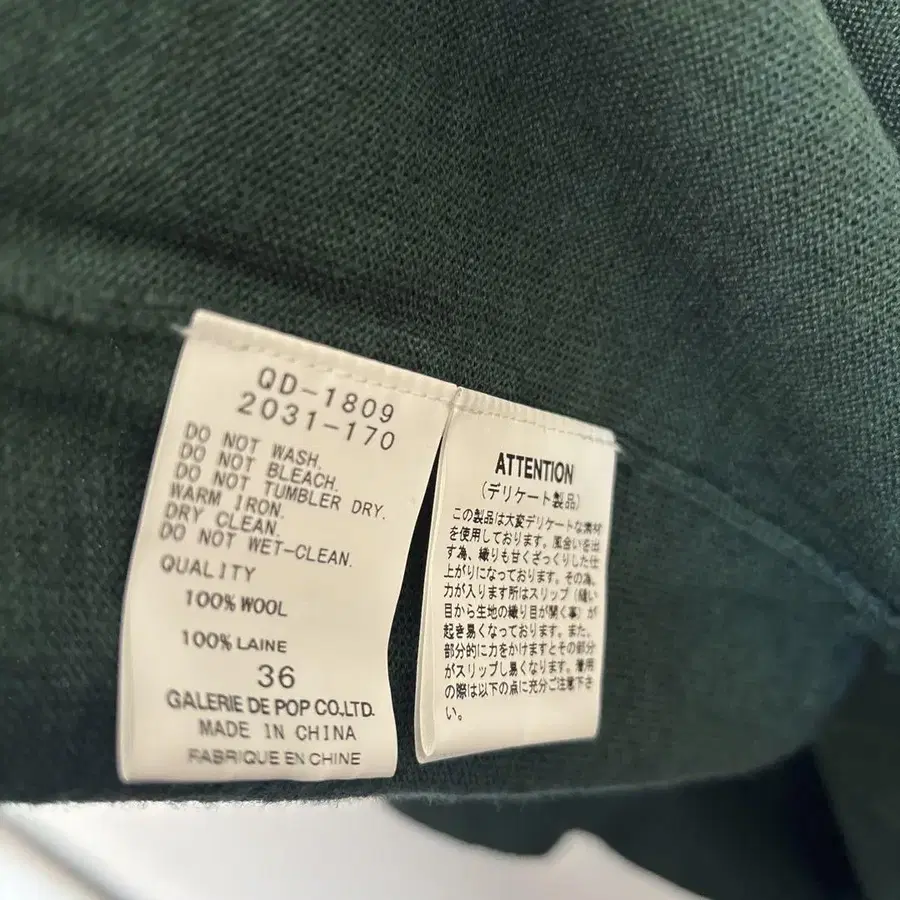 QD-1809
2031-170
DO NOT WASH.
DO NOT BLEACH.
DO NOT TUMBLER DRY.
WARM IRON.
DRY CLEAN.
DO NOT WET-CLEAN.
QUALITY
100% WOOL
100% LAINE
36
GALERIE DE POP CO.LTD.
MADE IN CHINA
FABRIQUE EN CHINE
ATTENTION
(デリケート製品)
この製品は大変デリケートな素材
を使用しております。風合いを出
す為、織りも甘くざっくりした仕
上がりになっております。その為、
力が入ります所はスリップ(縫い
目から生地の織り目が開く事)が
起き易くなっております。また、
部分的に力をかけますとその部分
がスリップし易くなります。着用
の際は以下の点に充分ご注意下さ
い。